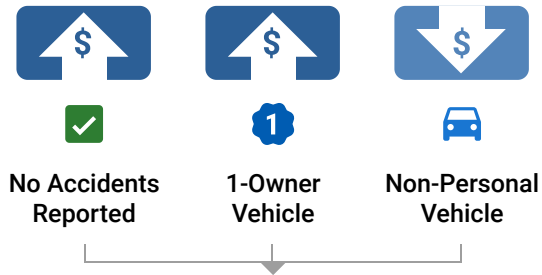 $ $ $
1
No Accidents
Reported
1-Owner
Vehicle
Non-Personal
Vehicle